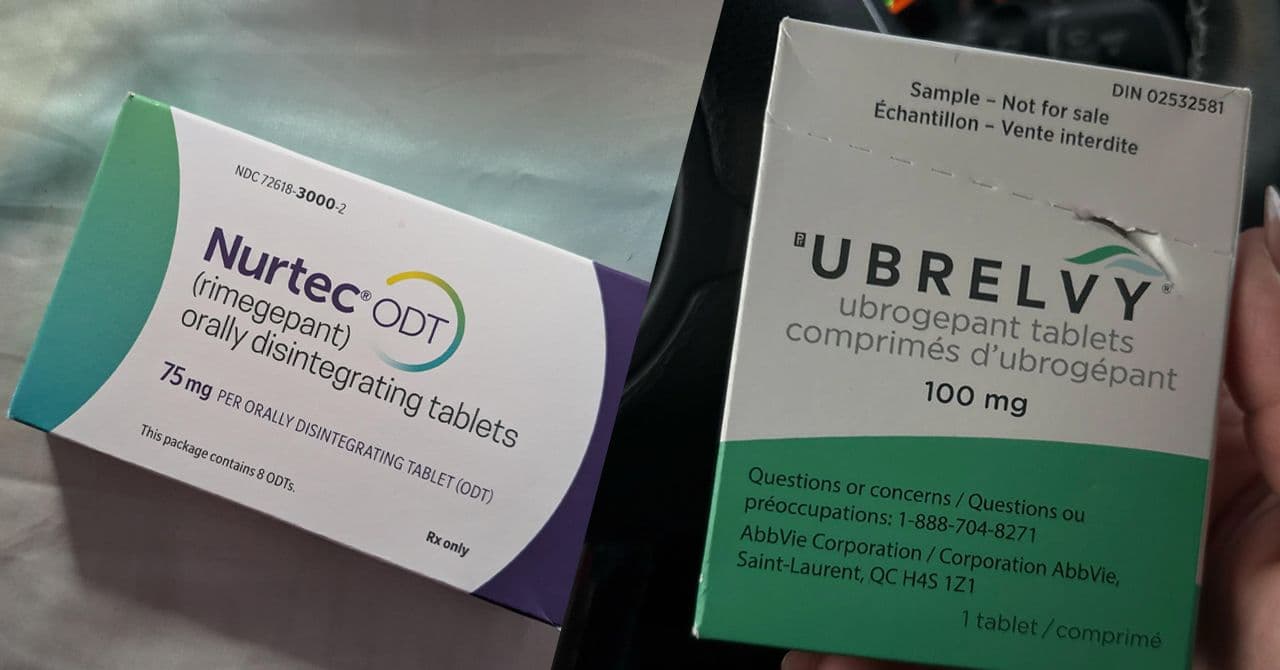 NDC 72618-3000-2
Nurtec® ODT
(rimegepant)
orally disintegrating tablets
75 mg PER ORALLY DISINTEGRATING TABLET (ODT)
This package contains 8 ODTs.
Rx only
DIN 02532581
Sample – Not for sale
Échantillon – Vente interdite
PrUBRELVY®
ubrogepant tablets
comprimés d'ubrogépant
100 mg
Questions or concerns / Questions ou
préoccupations: 1-888-704-8271
AbbVie Corporation / Corporation AbbVie,
Saint-Laurent, QC H4S 1Z1
1 tablet / comprimé